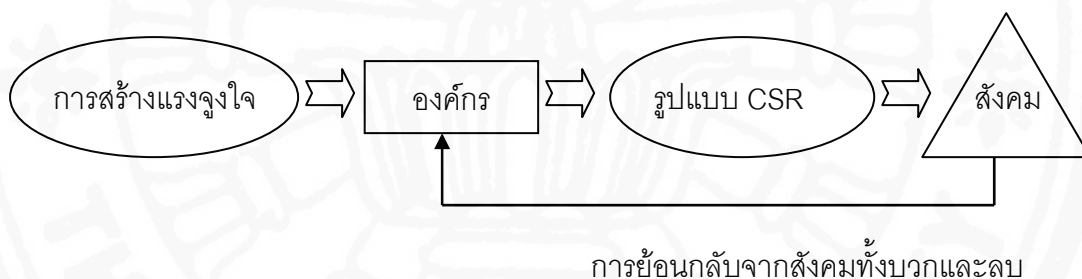 การสร้างแรงจูงใจ
องค์กร
รูปแบบ CSR
สังคม
การย้อนกลับจากสังคมทั้งบวกและลบ